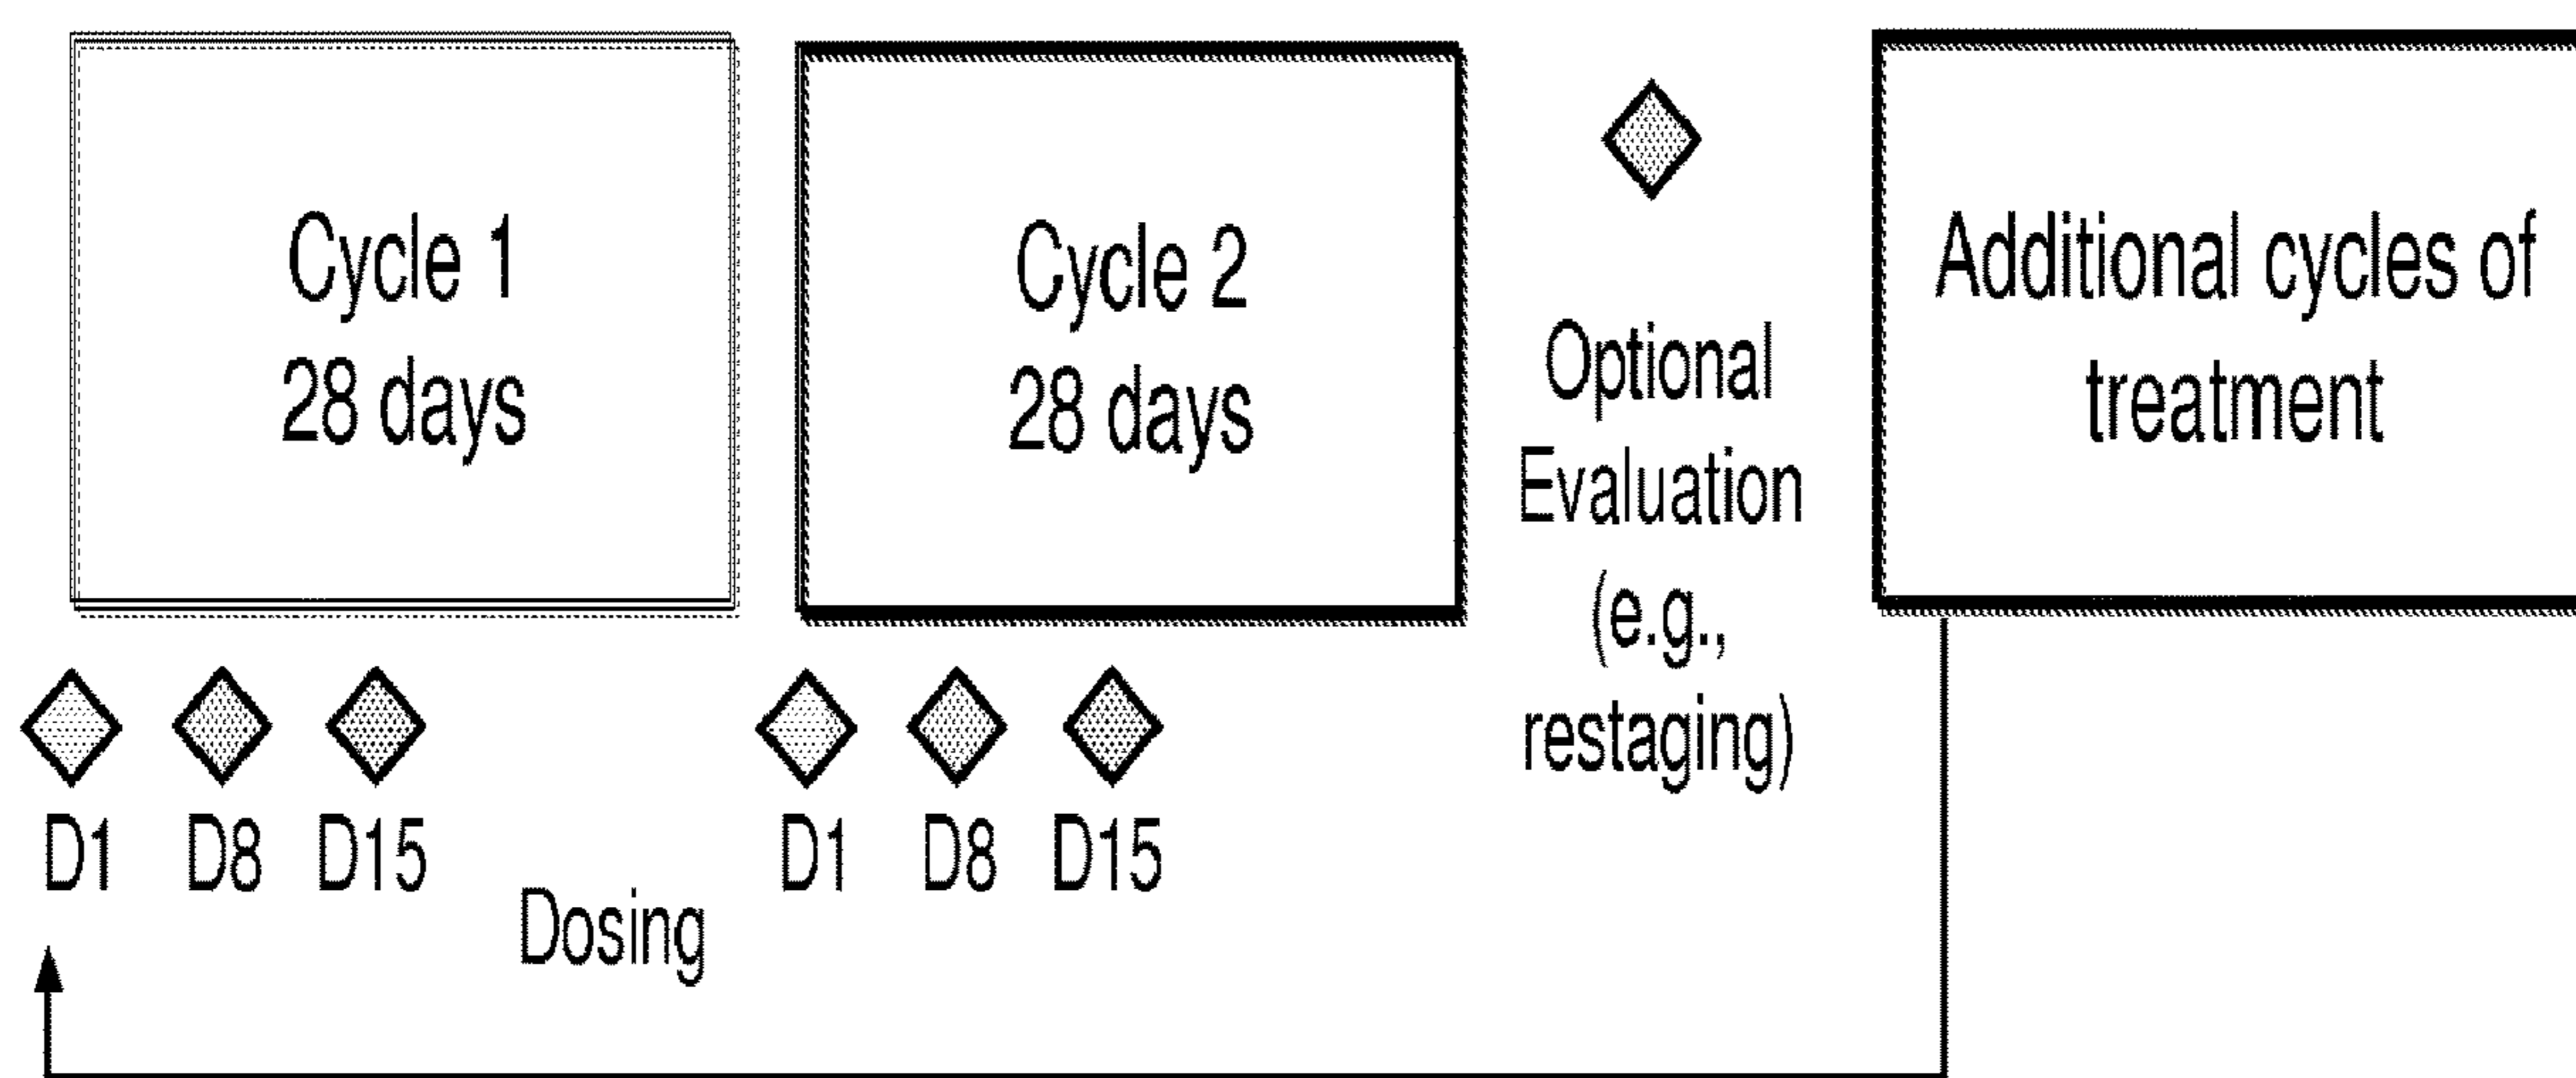 Cycle 1
28 days
Cycle 2
28 days
Optional
Evaluation
(e.g.,
restaging)
Additional cycles of
treatment
D1 D8 D15
Dosing
D1 D8 D15